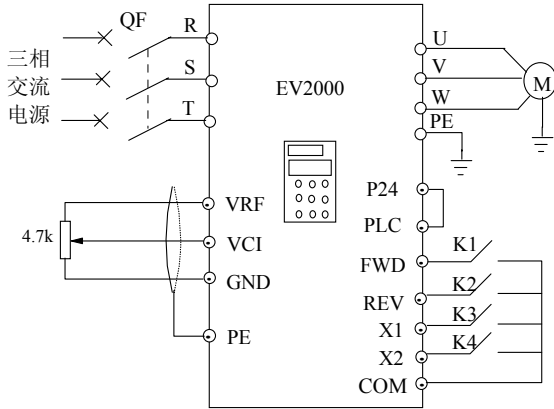 QF
三相
交流
电源
R
S
T
EV2000
U
V
W
PE
M
P24
PLC
VRF
4.7k
VCI
GND
PE
FWD
K1
REV
K2
X1
K3
X2
K4
COM